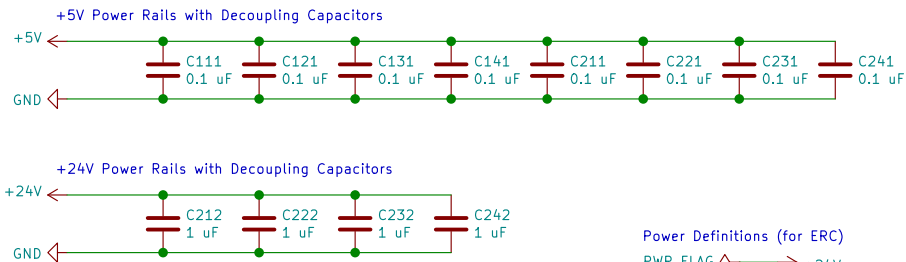 +5V Power Rails with Decoupling Capacitors
+5V
C111 C121 C131 C141 C211 C221 C231 C241
0.1 uF 0.1 uF 0.1 uF 0.1 uF 0.1 uF 0.1 uF 0.1 uF 0.1 uF
GND
+24V Power Rails with Decoupling Capacitors
+24V
C212 C222 C232 C242
1 uF 1 uF 1 uF 1 uF
Power Definitions (for ERC)
GND
PWR_FLAG